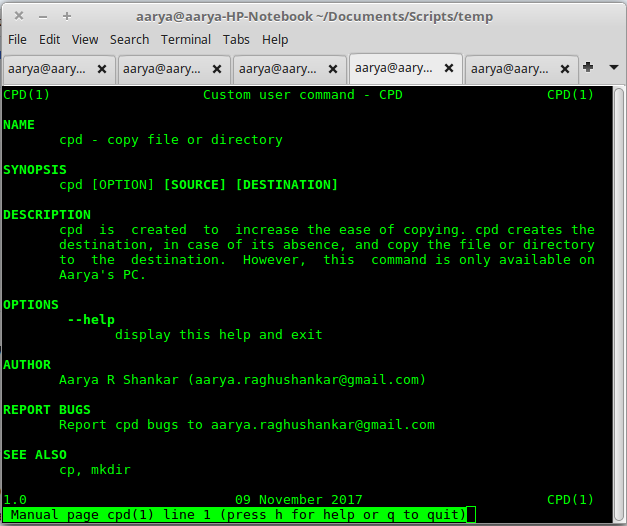 aarya@aarya-HP-Notebook ~/Documents/Scripts/temp
File Edit View Search Terminal Tabs Help
aarya@aary... aarya@aary... aarya@aary... aarya@aary... aarya@aary...
CPD(1) Custom user command - CPD CPD(1)
NAME
cpd - copy file or directory
SYNOPSIS
cpd [OPTION] [SOURCE] [DESTINATION]
DESCRIPTION
cpd is created to increase the ease of copying. cpd creates the
destination, in case of its absence, and copy the file or directory
to the destination. However, this command is only available on
Aarya's PC.
OPTIONS
--help
display this help and exit
AUTHOR
Aarya R Shankar (aarya.raghushankar@gmail.com)
REPORT BUGS
Report cpd bugs to aarya.raghushankar@gmail.com
SEE ALSO
cp, mkdir
1.0 09 November 2017 CPD(1)
Manual page cpd(1) line 1 (press h for help or q to quit)